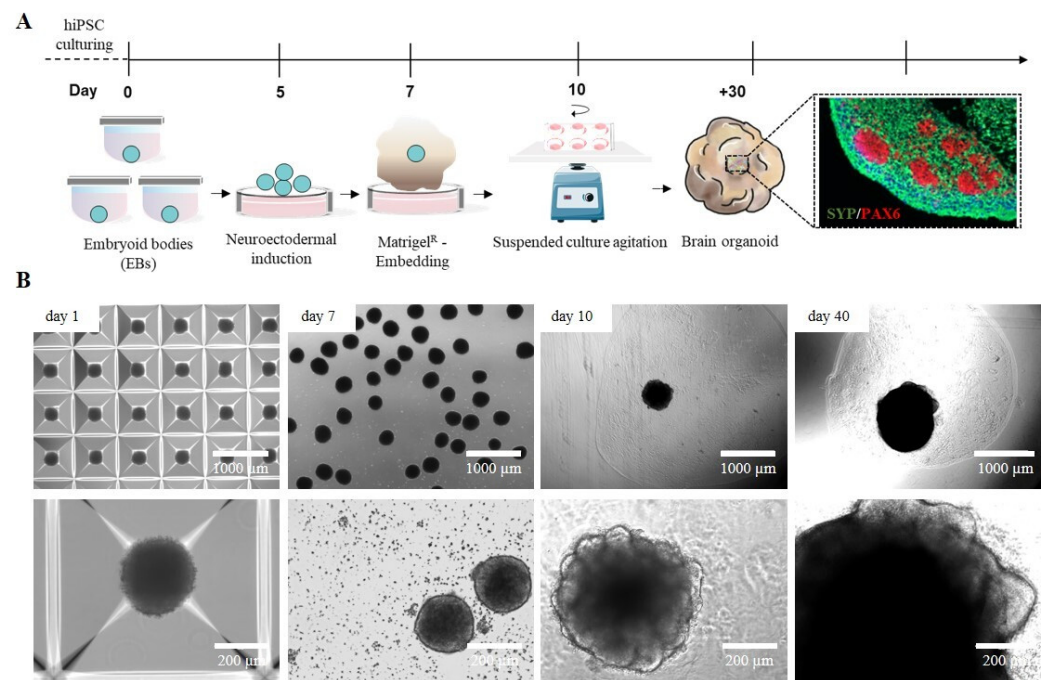 A
hiPSC
culturing
Day 0 5 7 10 +30
SYP/PAX6
Embryoid bodies
(EBs)
Neuroectodermal
induction
Matrigelᴿ -
Embedding
Suspended culture agitation
Brain organoid
B
day 1
day 7
day 10
day 40
1000 µm
1000 µm
1000 µm
1000 µm
200 µm
200 µm
200 µm
200 µm